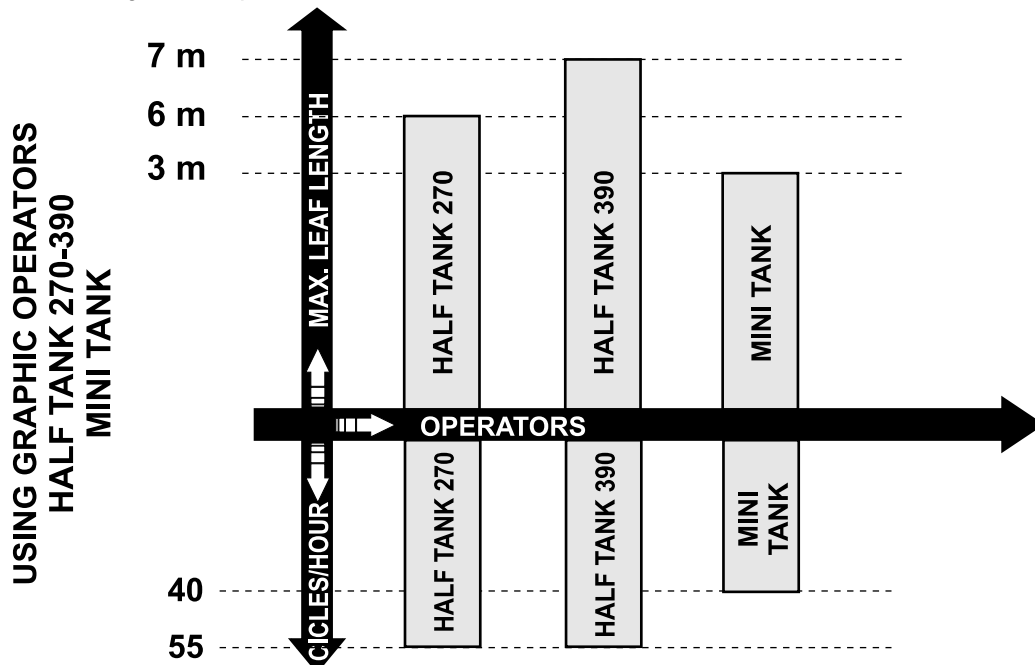 USING GRAPHIC OPERATORS
HALF TANK 270-390
MINI TANK
7 m
6 m
3 m
MAX. LEAF LENGTH
HALF TANK 270
HALF TANK 390
MINI TANK
OPERATORS
CICLES/HOUR
HALF TANK 270
HALF TANK 390
MINI
TANK
40
55